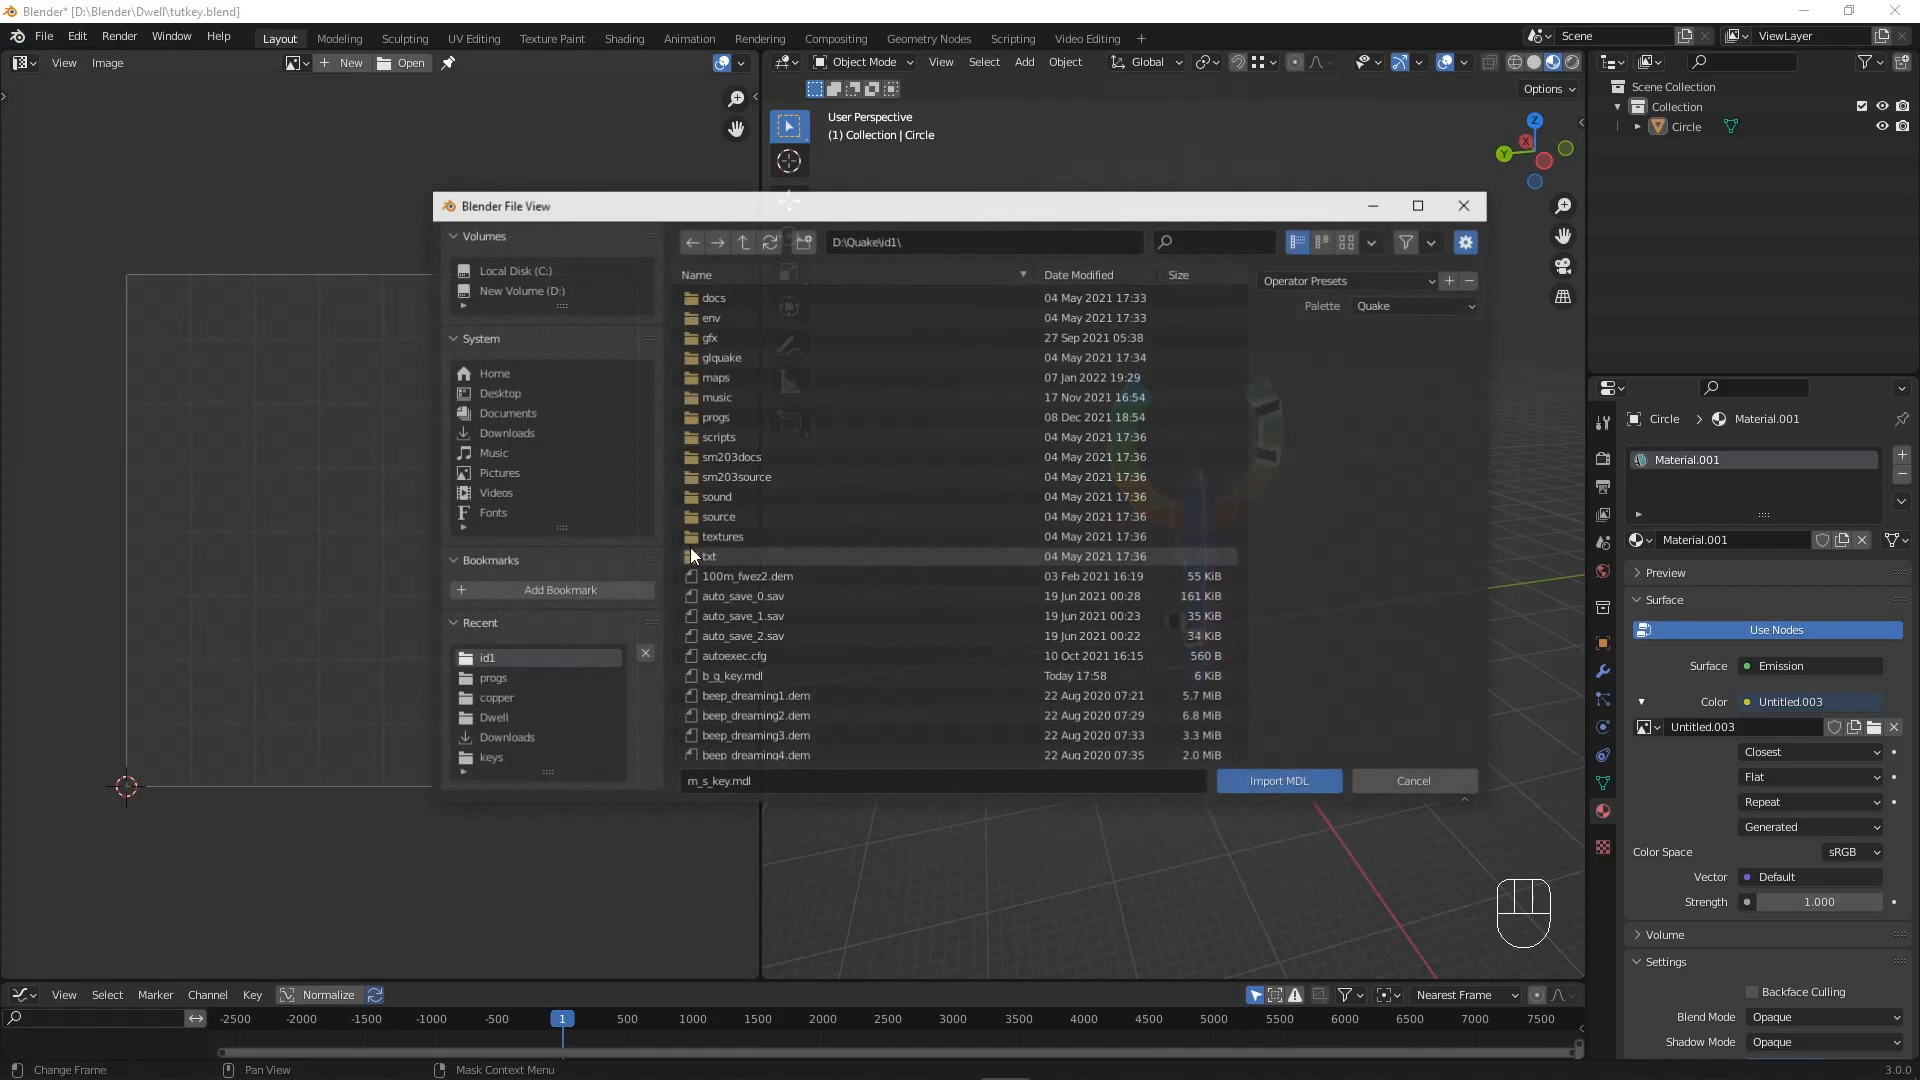 Blender* [D:\Blender\Dwell\tutkey.blend]
File Edit Render Window Help Layout Modeling Sculpting UV Editing Texture Paint Shading Animation Rendering Compositing Geometry Nodes Scripting Video Editing + Scene ViewLayer
View Image New Open Object Mode View Select Add Object Global
Options
User Perspective
(1) Collection | Circle
Z
X
Y
Scene Collection
Collection
Circle
Blender File View
Volumes
Local Disk (C:)
New Volume (D:)
System
Home
Desktop
Documents
Downloads
Music
Pictures
Videos
Fonts
Bookmarks
Add Bookmark
Recent
id1
progs
copper
Dwell
Downloads
keys
D:\Quake\id1\
Name Date Modified Size
docs 04 May 2021 17:33
env 04 May 2021 17:33
gfx 27 Sep 2021 05:38
glquake 04 May 2021 17:34
maps 07 Jan 2022 19:29
music 17 Nov 2021 16:54
progs 08 Dec 2021 18:54
scripts 04 May 2021 17:36
sm203docs 04 May 2021 17:36
sm203source 04 May 2021 17:36
sound 04 May 2021 17:36
source 04 May 2021 17:36
textures 04 May 2021 17:36
txt 04 May 2021 17:36
100m_fwez2.dem 03 Feb 2021 16:19 55 KiB
auto_save_0.sav 19 Jun 2021 00:28 161 KiB
auto_save_1.sav 19 Jun 2021 00:23 35 KiB
auto_save_2.sav 19 Jun 2021 00:22 34 KiB
autoexec.cfg 10 Oct 2021 16:15 560 B
b_g_key.mdl Today 17:58 6 KiB
beep_dreaming1.dem 22 Aug 2020 07:21 5.7 MiB
beep_dreaming2.dem 22 Aug 2020 07:29 6.8 MiB
beep_dreaming3.dem 22 Aug 2020 07:33 3.3 MiB
beep_dreaming4.dem 22 Aug 2020 07:35 2.0 MiB
m_s_key.mdl Import MDL Cancel
Operator Presets
Palette Quake
Circle Material.001
Material.001
Material.001
Preview
Surface
Use Nodes
Surface Emission
Color Untitled.003
Untitled.003
Closest
Flat
Repeat
Generated
Color Space sRGB
Vector Default
Strength 1.000
Volume
Settings
Backface Culling
Blend Mode Opaque
Shadow Mode Opaque
View Select Marker Channel Key Normalize Nearest Frame
-2500 -2000 -1500 -1000 -500 1 500 1000 1500 2000 2500 3000 3500 4000 4500 5000 5500 6000 6500 7000 7500
Change Frame Pan View Mask Context Menu 3.0.0